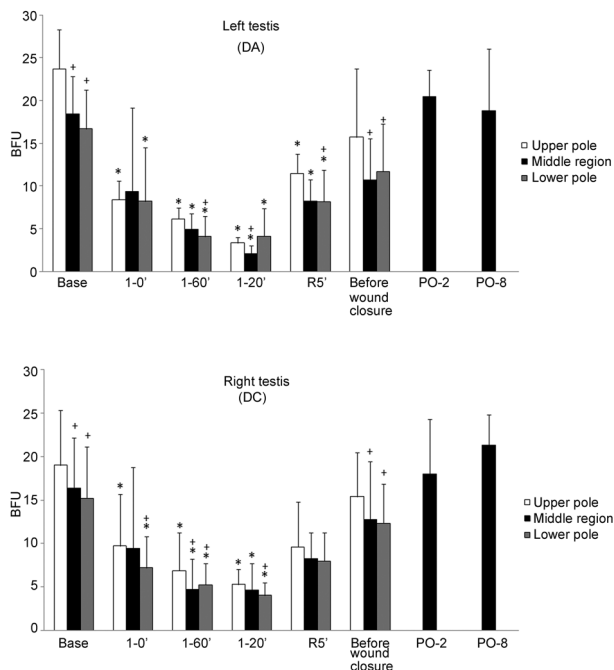 Left testis
(DA)
30
25
20
15
10
5
0
BFU
+ +
* *
* * + *
* + * *
* * + *
+ +
Upper pole
Middle region
Lower pole
Base 1-0’ 1-60’ 1-20’ R5’ Before wound closure PO-2 PO-8
Right testis
(DC)
30
25
20
15
10
5
0
BFU
+ +
* + *
* + * + *
* * + *
+ +
Upper pole
Middle region
Lower pole
Base 1-0’ 1-60’ 1-20’ R5’ Before wound closure PO-2 PO-8